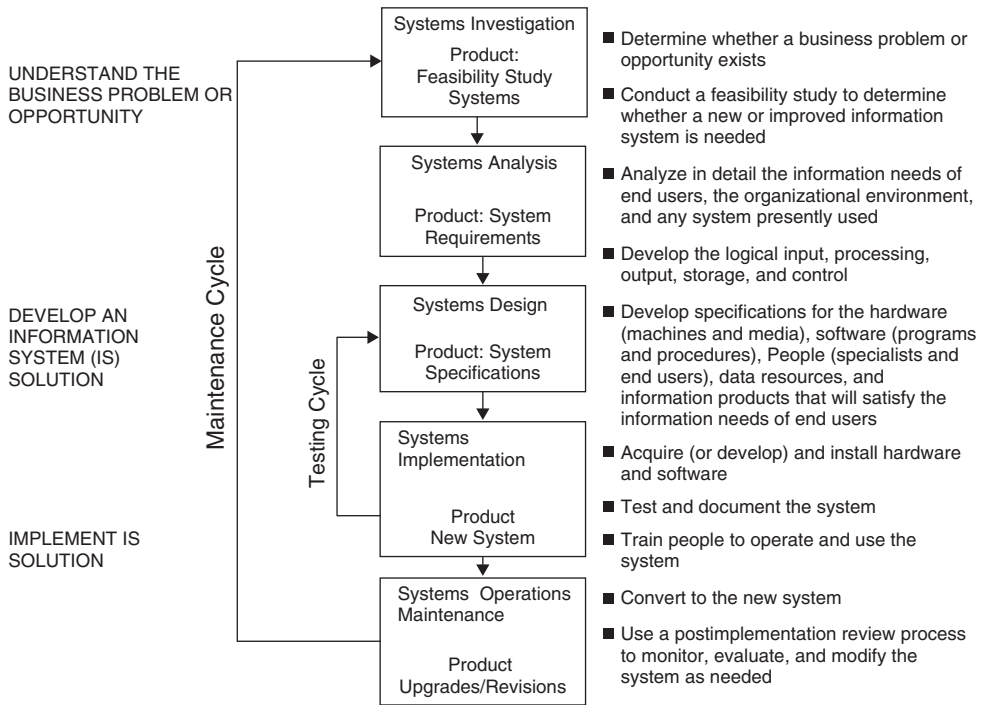 UNDERSTAND THE
BUSINESS PROBLEM OR
OPPORTUNITY
DEVELOP AN
INFORMATION
SYSTEM (IS)
SOLUTION
IMPLEMENT IS
SOLUTION
Maintenance Cycle
Testing Cycle
Systems Investigation
Product:
Feasibility Study
Systems
Systems Analysis
Product: System
Requirements
Systems Design
Product: System
Specifications
Systems
Implementation
Product
New System
Systems Operations
Maintenance
Product
Upgrades/Revisions
■ Determine whether a business problem or
opportunity exists
■ Conduct a feasibility study to determine
whether a new or improved information
system is needed
■ Analyze in detail the information needs of
end users, the organizational environment,
and any system presently used
■ Develop the logical input, processing,
output, storage, and control
■ Develop specifications for the hardware
(machines and media), software (programs
and procedures), People (specialists and
end users), data resources, and
information products that will satisfy the
information needs of end users
■ Acquire (or develop) and install hardware
and software
■ Test and document the system
■ Train people to operate and use the
system
■ Convert to the new system
■ Use a postimplementation review process
to monitor, evaluate, and modify the
system as needed